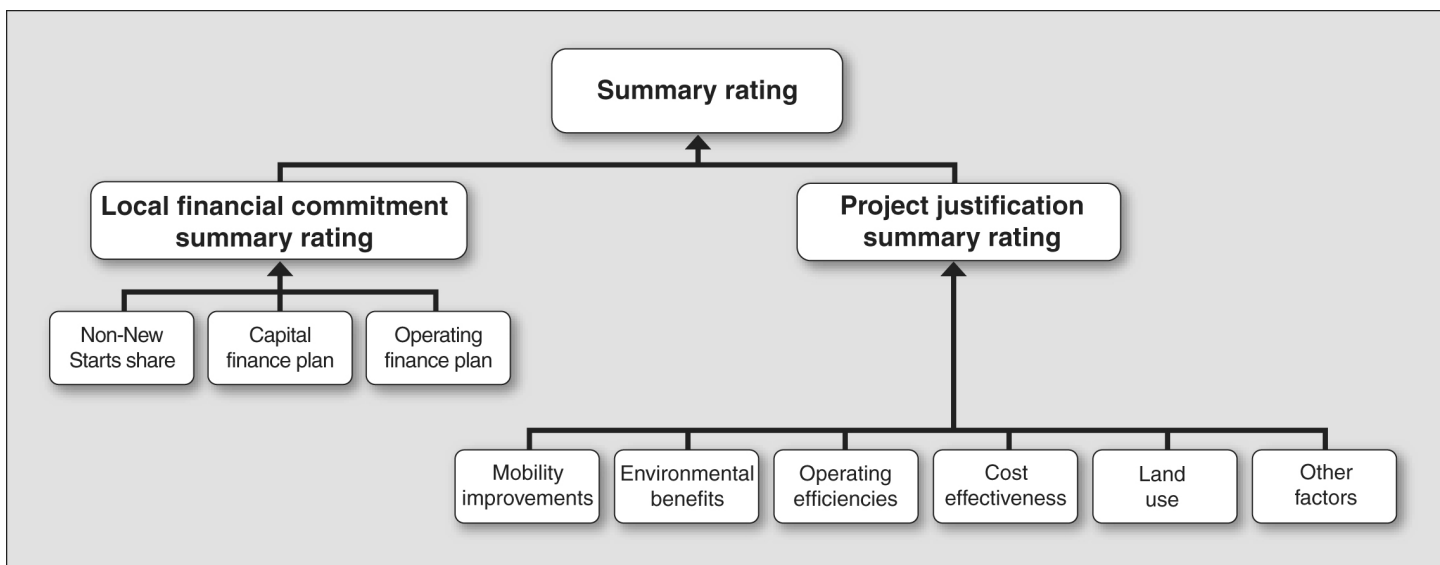 Summary rating
Local financial commitment
summary rating
Project justification
summary rating
Non-New
Starts share
Capital
finance plan
Operating
finance plan
Mobility
improvements
Environmental
benefits
Operating
efficiencies
Cost
effectiveness
Land
use
Other
factors